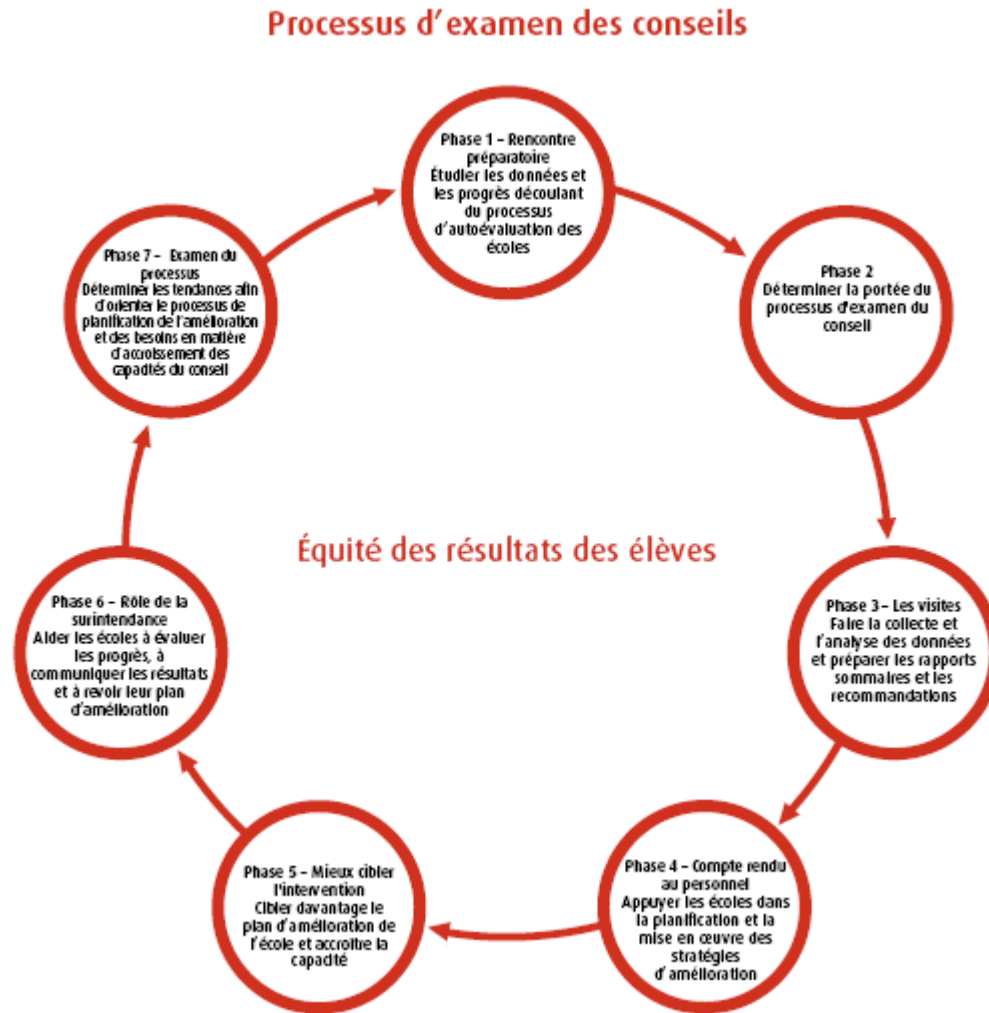 Processus d'examen des conseils
Phase 1 – Rencontre
préparatoire
Étudier les données et
les progrès découlant
du processus
d'autoévaluation des
écoles
Phase 2
Déterminer la portée du
processus d'examen du
conseil
Phase 3 – Les visites
Faire la collecte et
l'analyse des données
et préparer les rapports
sommaires et les
recommandations
Phase 4 – Compte rendu
au personnel
Appuyer les écoles dans
la planification et la
mise en œuvre des
stratégies
d'amélioration
Phase 5 – Mieux cibler
l'intervention
Cibler davantage le
plan d'amélioration de
l'école et accroître la
capacité
Phase 6 – Rôle de la
surintendance
Aider les écoles à évaluer
les progrès, à
communiquer les résultats
et à revoir leur plan
d'amélioration
Phase 7 – Examen du
processus
Déterminer les tendances afin
d'orienter le processus de
planification de l'amélioration
et des besoins en matière
d'accroissement des
capacités du conseil
Équité des résultats des élèves